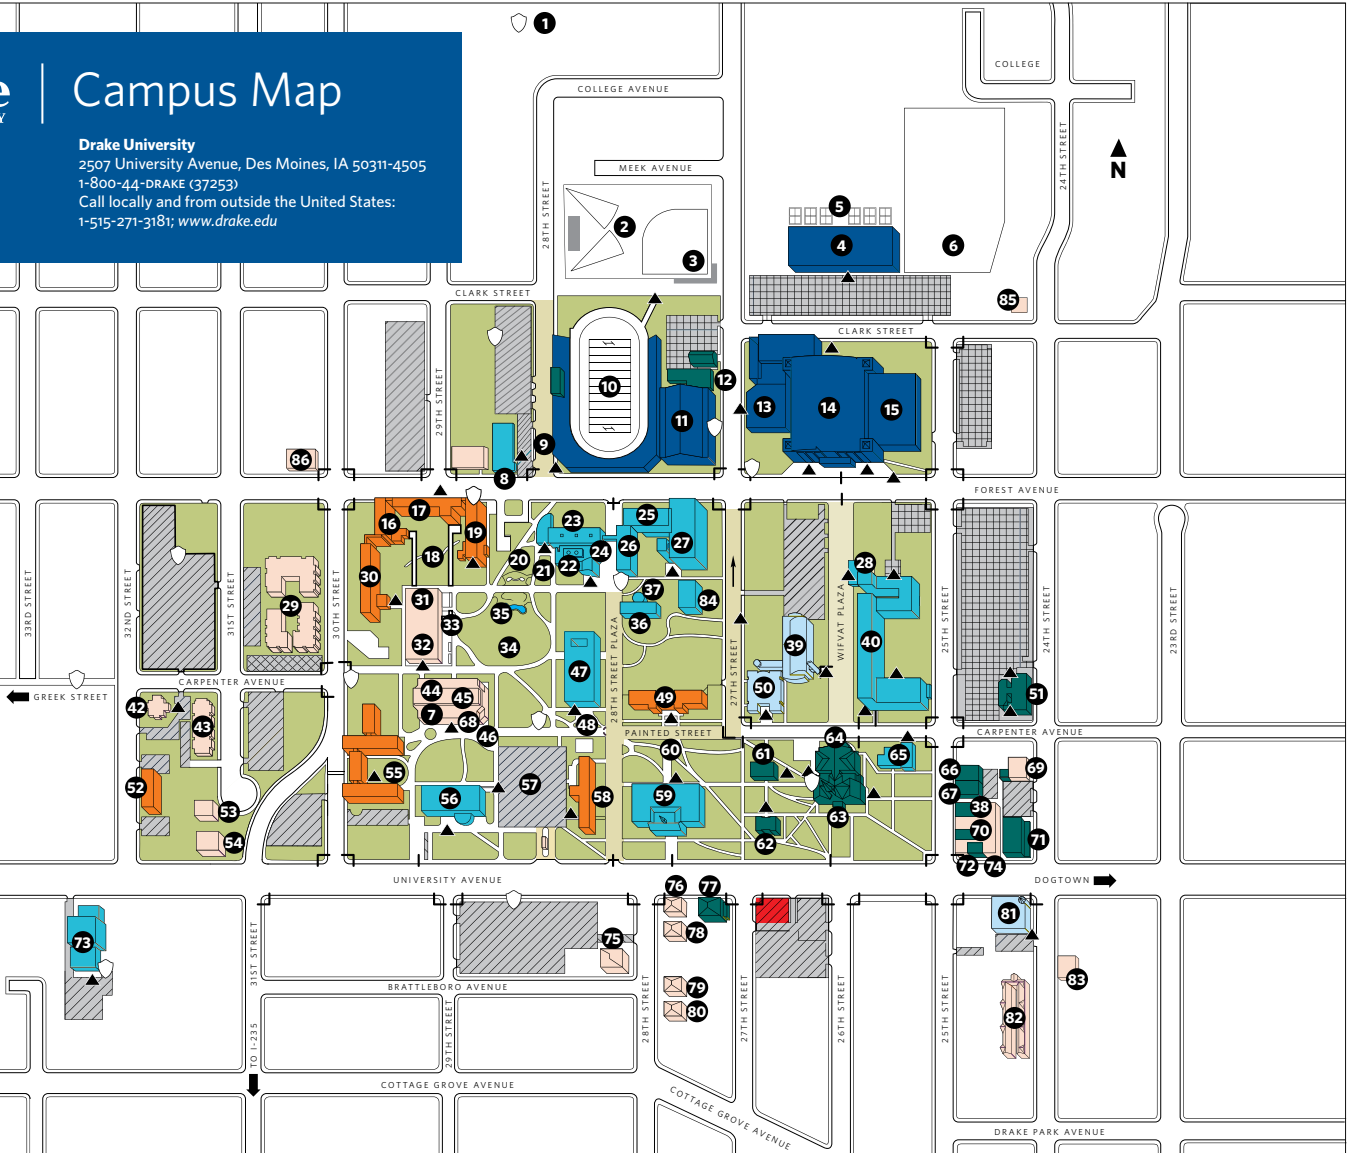 e
Y
Campus Map
Drake University
2507 University Avenue, Des Moines, IA 50311-4505
1-800-44-DRAKE (37253)
Call locally and from outside the United States:
1-515-271-3181; www.drake.edu
1
COLLEGE
COLLEGE AVENUE
24TH STREET
N
MEEK AVENUE
28TH STREET
2
3
5
4
6
CLARK STREET
85
CLARK STREET
29TH STREET
10
12
11
13
14
15
9
86
8
FOREST AVENUE
16
17
19
18
20
21
22
23
24
25
26
27
28
29
30
31
32
33
34
35
36
37
84
39
40
33RD STREET
32ND STREET
31ST STREET
30TH STREET
28TH STREET PLAZA
27TH STREET
WIFVAT PLAZA
25TH STREET
24TH STREET
23RD STREET
CARPENTER AVENUE
GREEK STREET
42
43
44
45
7
68
46
47
48
49
50
51
PAINTED STREET
CARPENTER AVENUE
52
53
54
55
56
57
58
59
60
61
62
63
64
65
66
67
69
38
70
71
72
74
UNIVERSITY AVENUE
DOGTOWN
73
75
76
77
78
79
80
81
82
83
31ST STREET
TO I-235
BRATTLEBORO AVENUE
29TH STREET
28TH STREET
27TH STREET
26TH STREET
25TH STREET
COTTAGE GROVE AVENUE
COTTAGE GROVE AVENUE
DRAKE PARK AVENUE